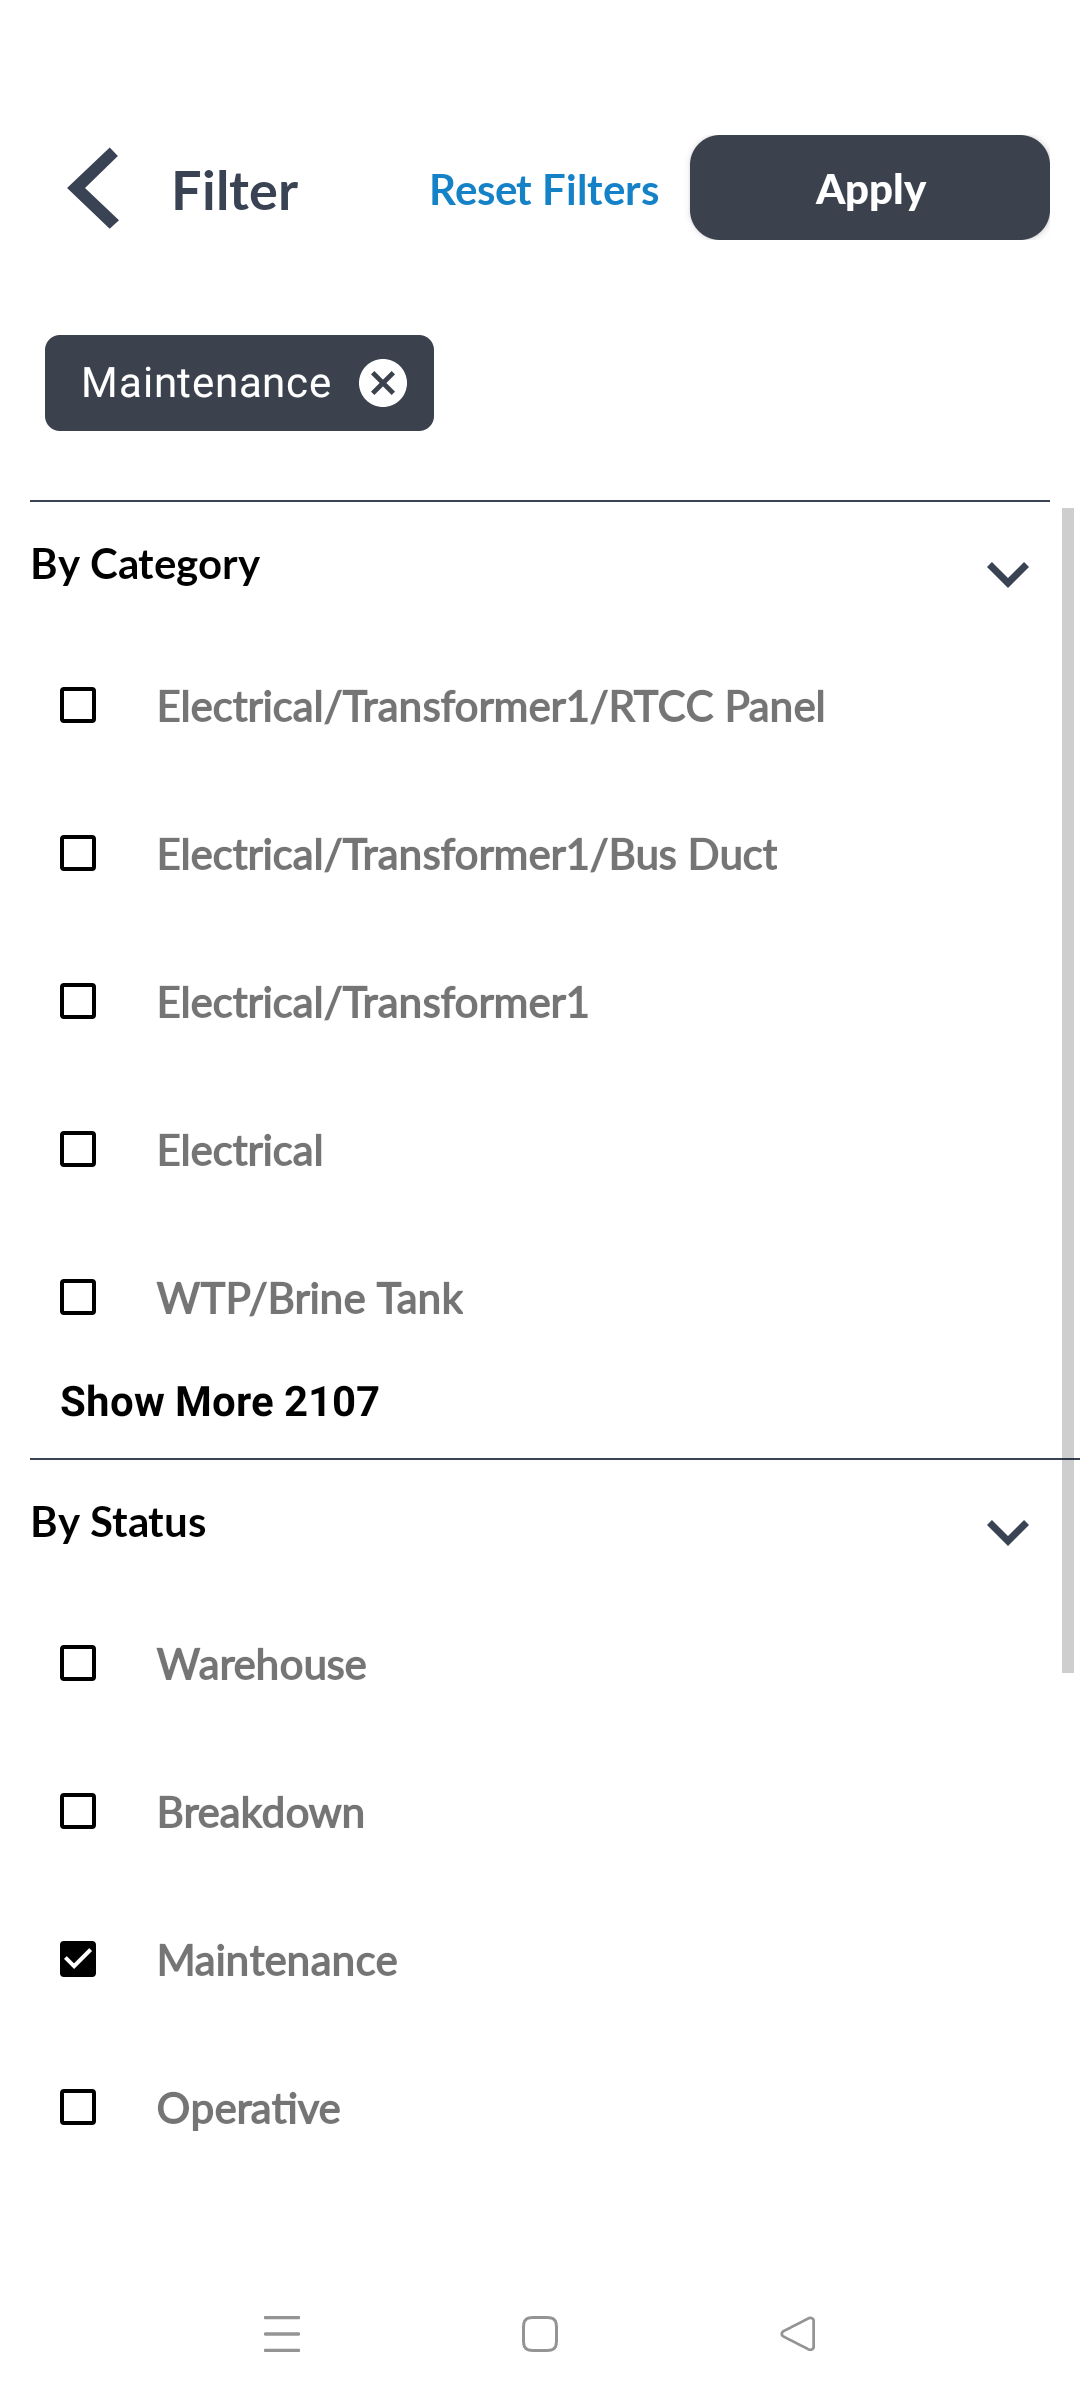 Filter
Reset Filters
Apply
Maintenance
By Category
Electrical/Transformer1/RTCC Panel
Electrical/Transformer1/Bus Duct
Electrical/Transformer1
Electrical
WTP/Brine Tank
Show More 2107
By Status
Warehouse
Breakdown
Maintenance
Operative